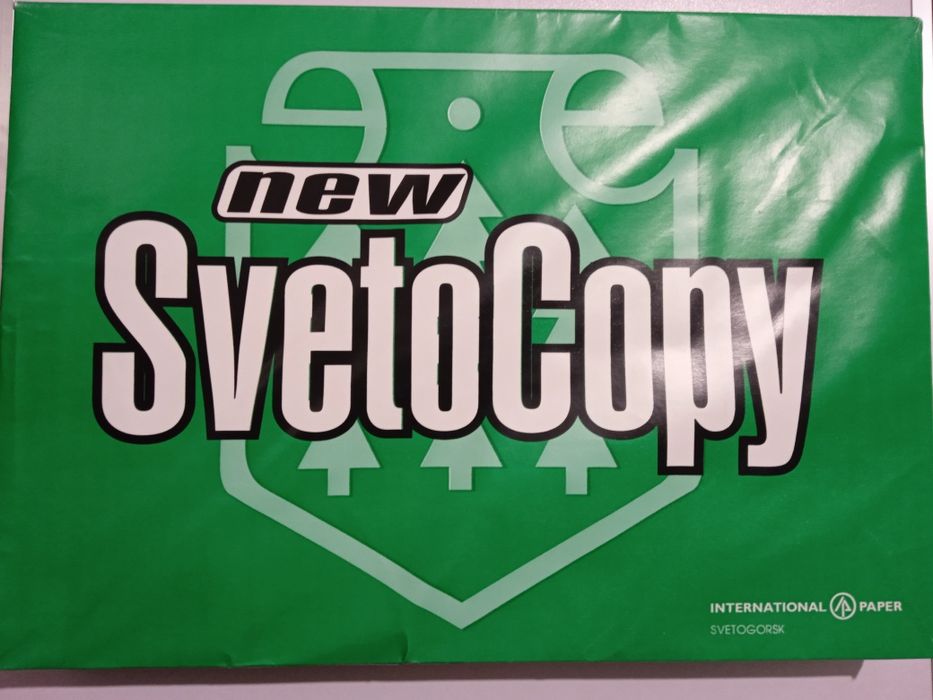 new
SvetoCopy
INTERNATIONAL PAPER
SVETOGORSK